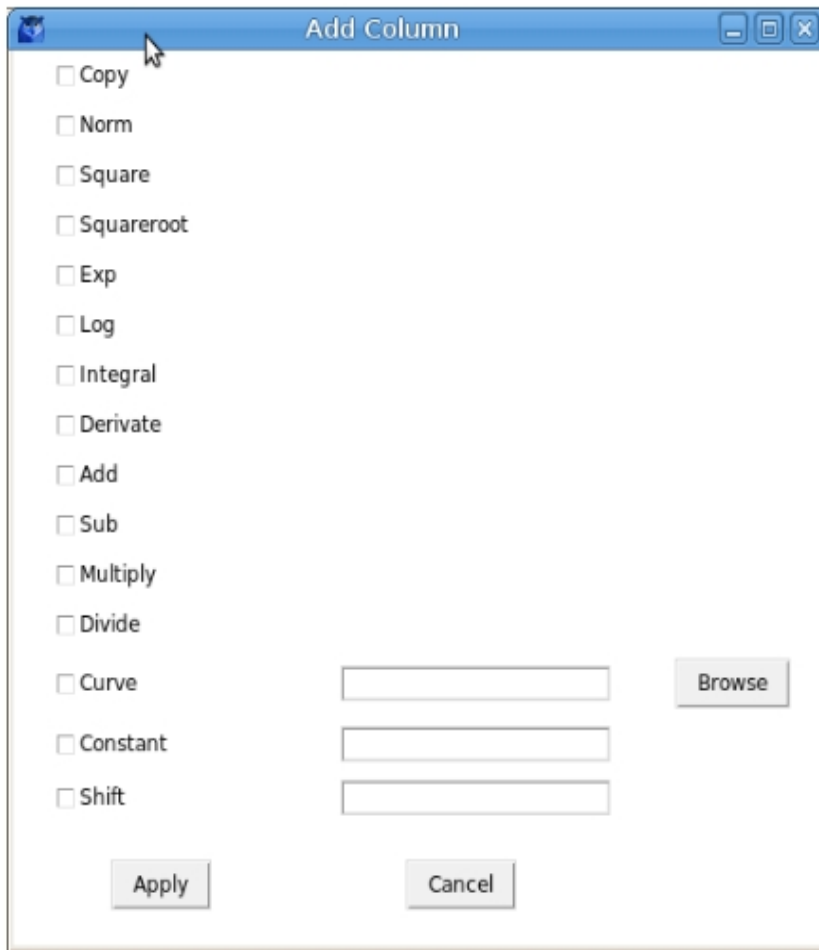 Add Column
Copy
Norm
Square
Squareroot
Exp
Log
Integral
Derivate
Add
Sub
Multiply
Divide
Curve Browse
Constant
Shift
Apply Cancel